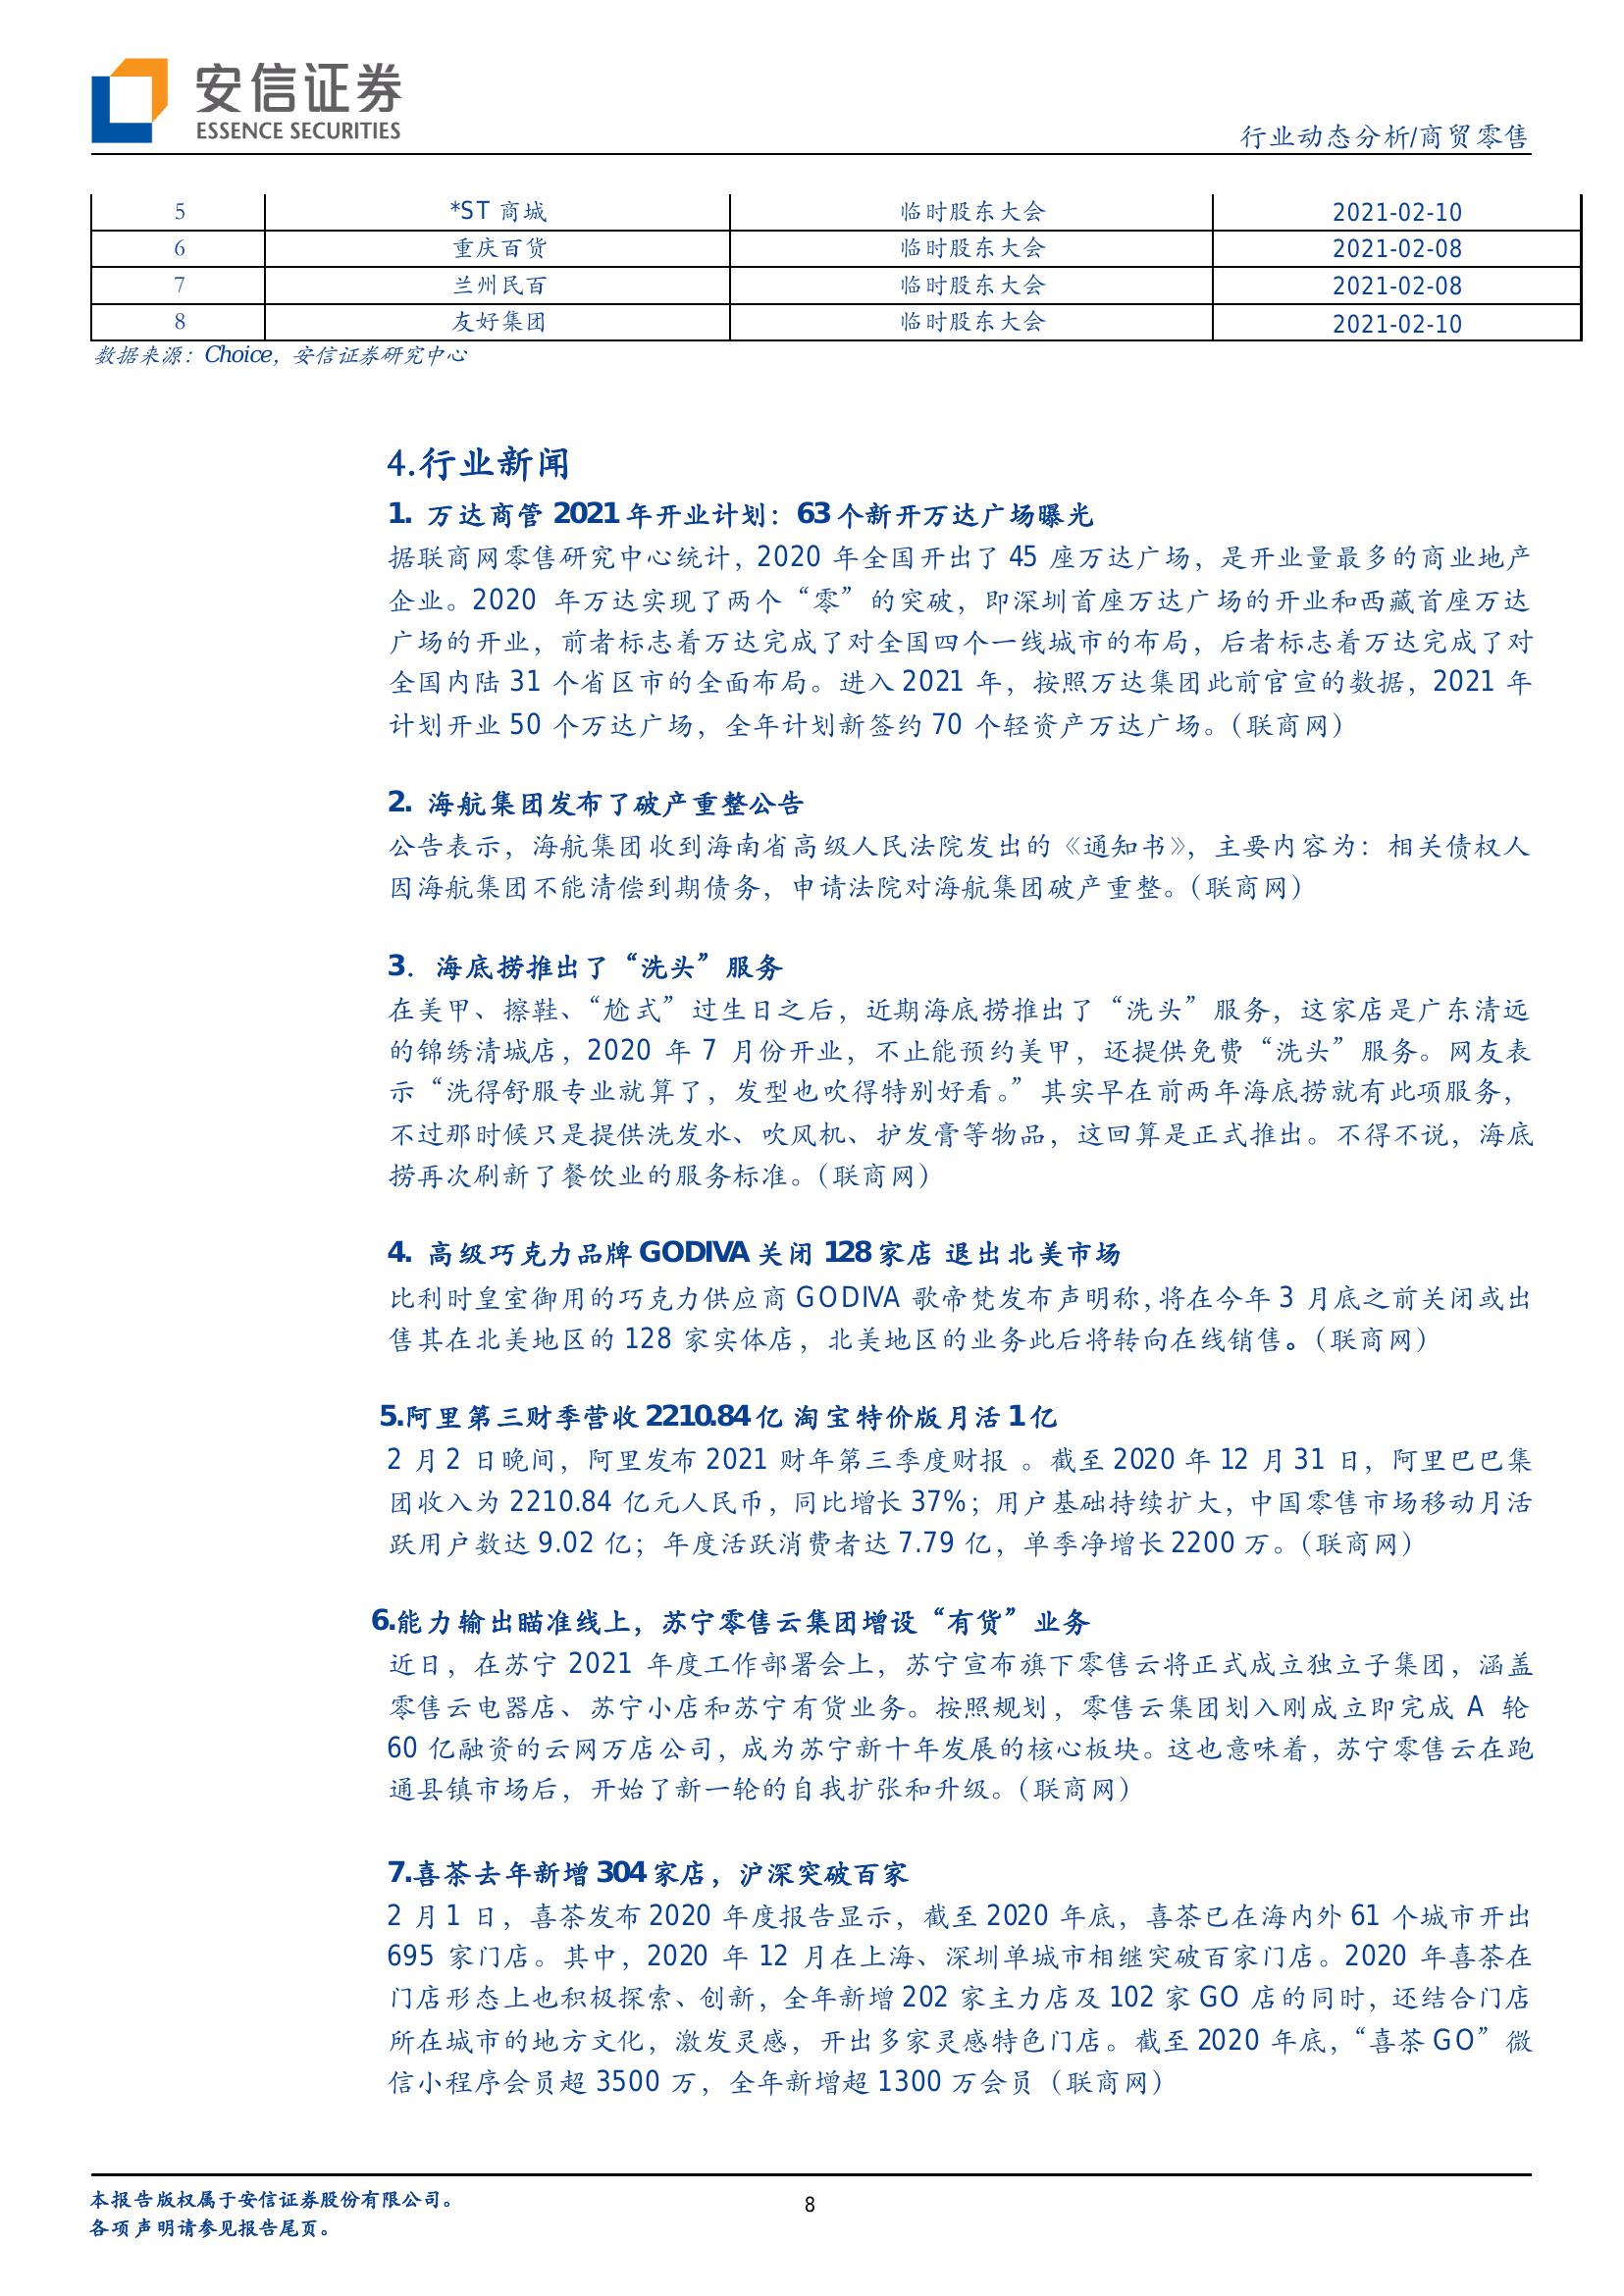 安信证券
ESSENCE SECURITIES
行业动态分析/商贸零售
5 *ST 商城 临时股东大会 2021-02-10
6 重庆百货 临时股东大会 2021-02-08
7 兰州民百 临时股东大会 2021-02-08
8 友好集团 临时股东大会 2021-02-10
数据来源：Choice，安信证券研究中心
4.行业新闻
1. 万达商管 2021 年开业计划：63 个新开万达广场曝光
据联商网零售研究中心统计，2020 年全国开出了 45 座万达广场，是开业量最多的商业地产
企业。2020 年万达实现了两个“零”的突破，即深圳首座万达广场的开业和西藏首座万达
广场的开业，前者标志着万达完成了对全国四个一线城市的布局，后者标志着万达完成了对
全国内陆 31 个省区市的全面布局。进入 2021 年，按照万达集团此前官宣的数据，2021 年
计划开业 50 个万达广场，全年计划新签约 70 个轻资产万达广场。（联商网）
2. 海航集团发布了破产重整公告
公告表示，海航集团收到海南省高级人民法院发出的《通知书》，主要内容为：相关债权人
因海航集团不能清偿到期债务，申请法院对海航集团破产重整。（联商网）
3. 海底捞推出了“洗头”服务
在美甲、擦鞋、“尬式”过生日之后，近期海底捞推出了“洗头”服务，这家店是广东清远
的锦绣清城店，2020 年 7 月份开业，不止能预约美甲，还提供免费“洗头”服务。网友表
示“洗得舒服专业就算了，发型也吹得特别好看。”其实早在前两年海底捞就有此项服务，
不过那时候只是提供洗发水、吹风机、护发膏等物品，这回算是正式推出。不得不说，海底
捞再次刷新了餐饮业的服务标准。（联商网）
4. 高级巧克力品牌 GODIVA 关闭 128 家店 退出北美市场
比利时皇室御用的巧克力供应商 GODIVA 歌帝梵发布声明称，将在今年 3 月底之前关闭或出
售其在北美地区的 128 家实体店，北美地区的业务此后将转向在线销售。（联商网）
5.阿里第三财季营收 2210.84 亿 淘宝特价版月活 1 亿
2 月 2 日晚间，阿里发布 2021 财年第三季度财报 。截至 2020 年 12 月 31 日，阿里巴巴集
团收入为 2210.84 亿元人民币，同比增长 37%；用户基础持续扩大，中国零售市场移动月活
跃用户数达 9.02 亿；年度活跃消费者达 7.79 亿，单季净增长 2200 万。（联商网）
6.能力输出瞄准线上，苏宁零售云集团增设“有货”业务
近日，在苏宁 2021 年度工作部署会上，苏宁宣布旗下零售云将正式成立独立子集团，涵盖
零售云电器店、苏宁小店和苏宁有货业务。按照规划，零售云集团划入刚成立即完成 A 轮
60 亿融资的云网万店公司，成为苏宁新十年发展的核心板块。这也意味着，苏宁零售云在跑
通县镇市场后，开始了新一轮的自我扩张和升级。（联商网）
7.喜茶去年新增 304 家店，沪深突破百家
2 月 1 日，喜茶发布 2020 年度报告显示，截至 2020 年底，喜茶已在海内外 61 个城市开出
695 家门店。其中，2020 年 12 月在上海、深圳单城市相继突破百家门店。2020 年喜茶在
门店形态上也积极探索、创新，全年新增 202 家主力店及 102 家 GO 店的同时，还结合门店
所在城市的地方文化，激发灵感，开出多家灵感特色门店。截至 2020 年底，“喜茶 GO”微
信小程序会员超 3500 万，全年新增超 1300 万会员（联商网）
本报告版权属于安信证券股份有限公司。
各项声明请参见报告尾页。
8